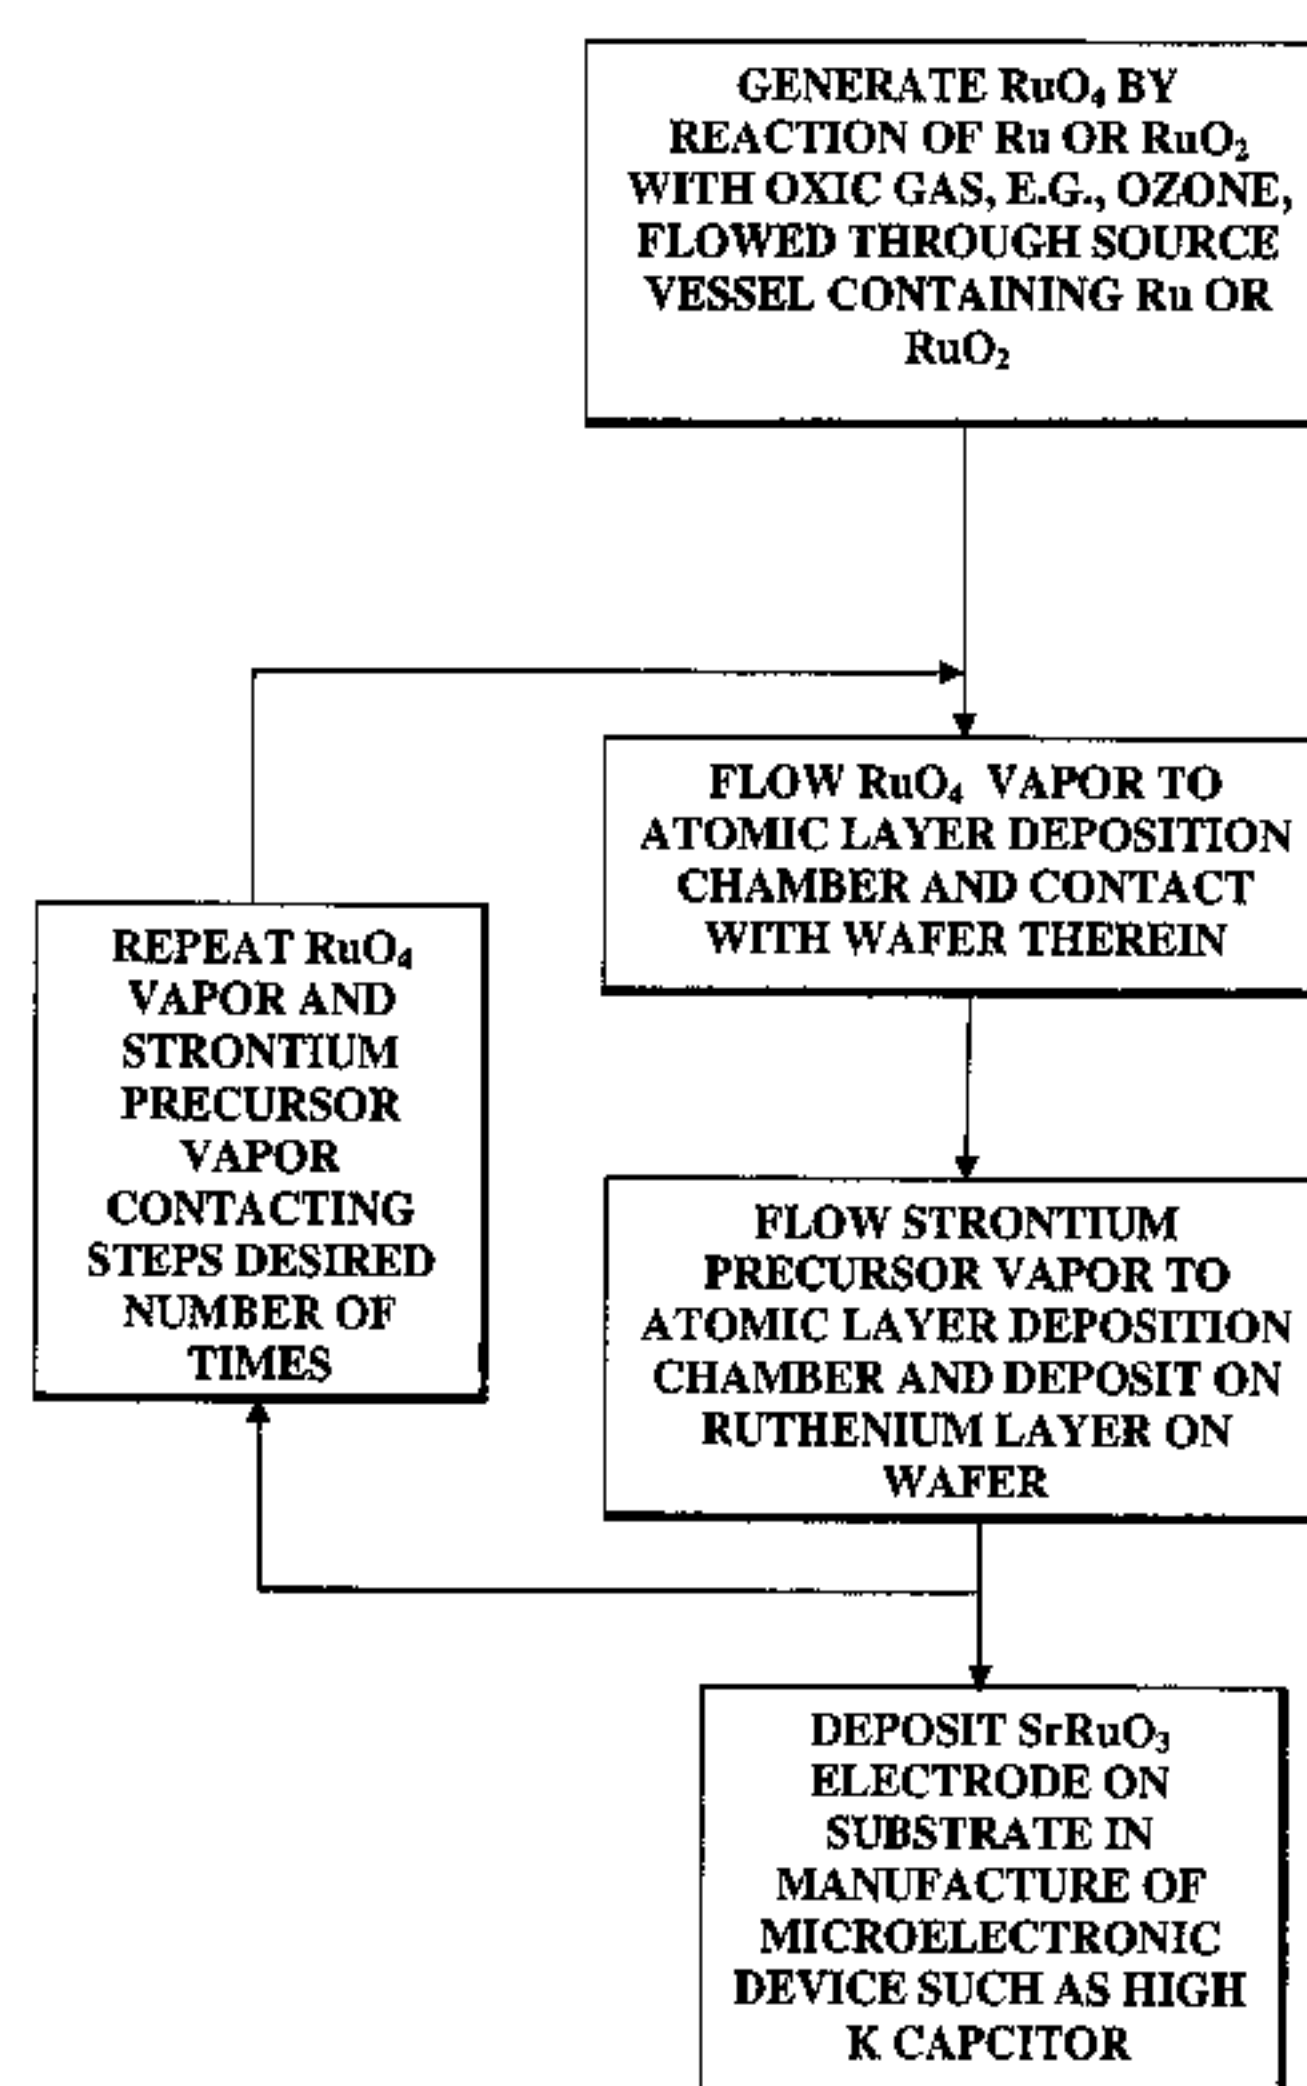 GENERATE RuO₄ BY
REACTION OF Ru OR RuO₂
WITH OXIC GAS, E.G., OZONE,
FLOWED THROUGH SOURCE
VESSEL CONTAINING Ru OR
RuO₂
FLOW RuO₄ VAPOR TO
ATOMIC LAYER DEPOSITION
CHAMBER AND CONTACT
WITH WAFER THEREIN
REPEAT RuO₄
VAPOR AND
STRONTIUM
PRECURSOR
VAPOR
CONTACTING
STEPS DESIRED
NUMBER OF
TIMES
FLOW STRONTIUM
PRECURSOR VAPOR TO
ATOMIC LAYER DEPOSITION
CHAMBER AND DEPOSIT ON
RUTHENIUM LAYER ON
WAFER
DEPOSIT SrRuO₃
ELECTRODE ON
SUBSTRATE IN
MANUFACTURE OF
MICROELECTRONIC
DEVICE SUCH AS HIGH
K CAPCITOR